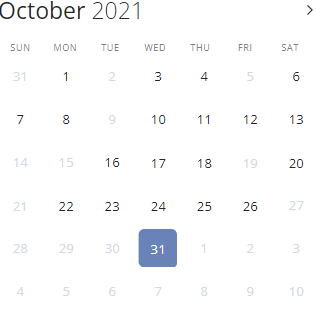 October 2021
SUN MON TUE WED THU FRI SAT
31 1 2 3 4 5 6
7 8 9 10 11 12 13
14 15 16 17 18 19 20
21 22 23 24 25 26 27
28 29 30 31 1 2 3
4 5 6 7 8 9 10